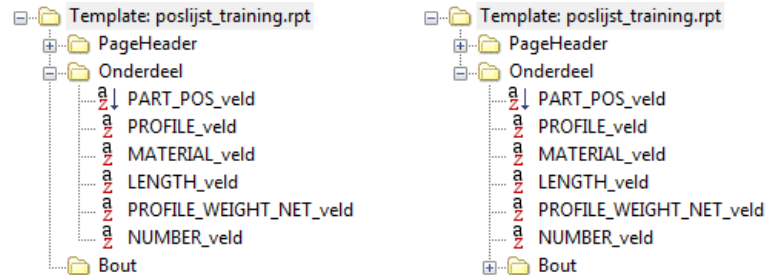 Template: poslijst_training.rpt
PageHeader
Onderdeel
PART_POS_veld
PROFILE_veld
MATERIAL_veld
LENGTH_veld
PROFILE_WEIGHT_NET_veld
NUMBER_veld
Bout
Template: poslijst_training.rpt
PageHeader
Onderdeel
PART_POS_veld
PROFILE_veld
MATERIAL_veld
LENGTH_veld
PROFILE_WEIGHT_NET_veld
NUMBER_veld
Bout